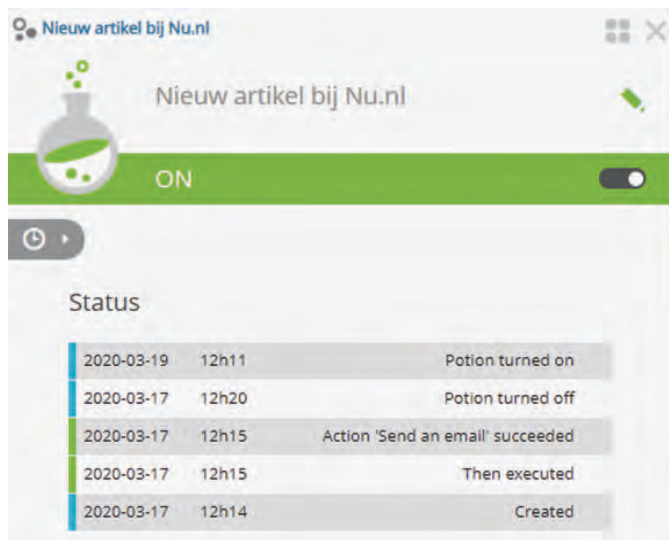 Nieuw artikel bij Nu.nl
Nieuw artikel bij Nu.nl
ON
Status
2020-03-19 12h11 Potion turned on
2020-03-17 12h20 Potion turned off
2020-03-17 12h15 Action 'Send an email' succeeded
2020-03-17 12h15 Then executed
2020-03-17 12h14 Created